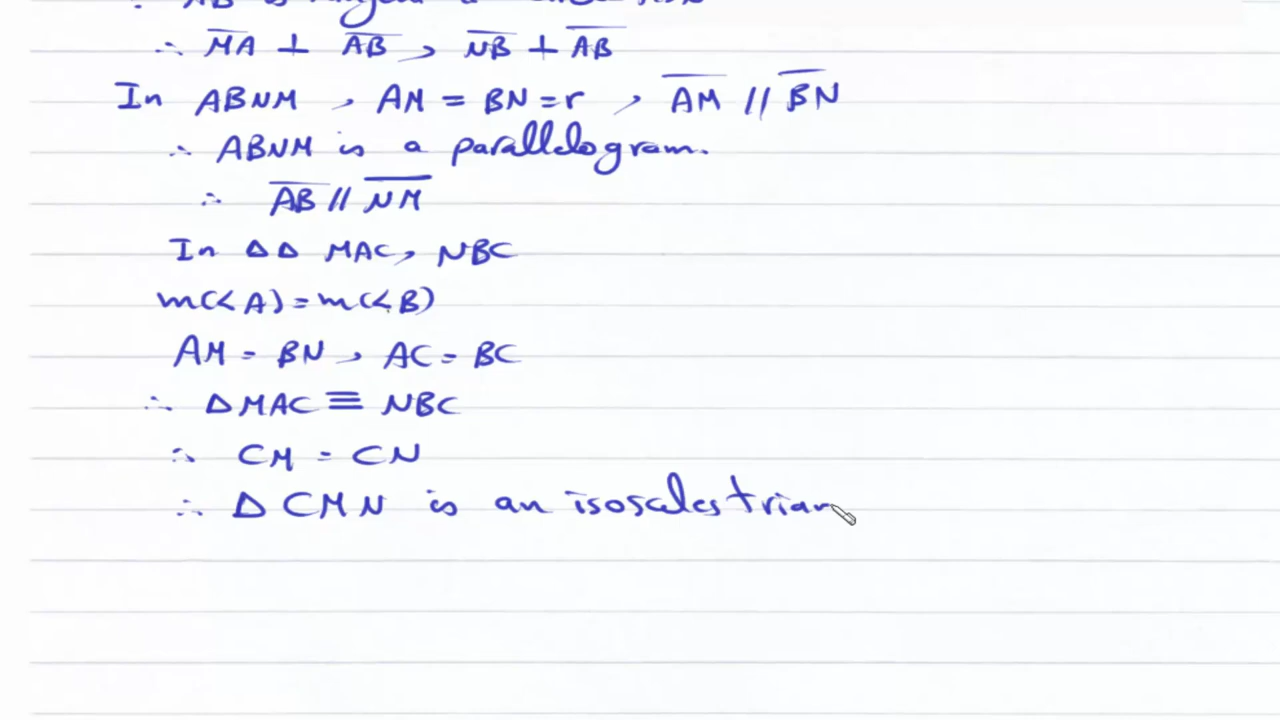 ∴ MA ⊥ AB , NB ⊥ AB
In ABNM , AM = BN = r , AM // BN
∴ ABNM is a parallelogram.
∴ AB // NM
In ΔΔ MAC, NBC
m(<A) = m(<B)
AM = BN , AC = BC
∴ ΔMAC ≡ NBC
∴ CM = CN
∴ Δ CMN is an isosceles trian